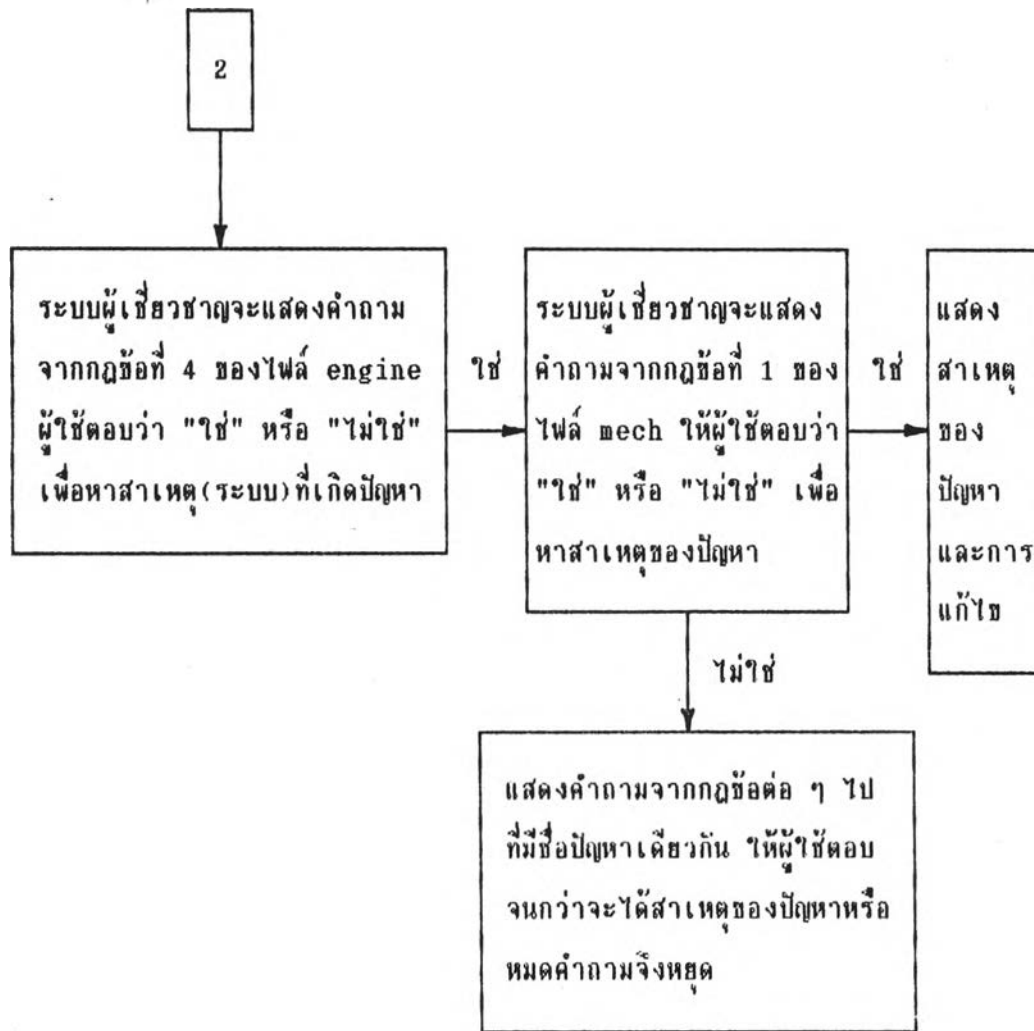 2
ระบบผู้เชี่ยวชาญจะแสดงคำถาม
จากกฎข้อที่ 4 ของไฟล์ engine
ผู้ใช้ตอบว่า "ใช่" หรือ "ไม่ใช่"
เพื่อหาสาเหตุ(ระบบ)ที่เกิดปัญหา
ใช่
ระบบผู้เชี่ยวชาญจะแสดง
คำถามจากกฎข้อที่ 1 ของ
ไฟล์ mech ให้ผู้ใช้ตอบว่า
"ใช่" หรือ "ไม่ใช่" เพื่อ
หาสาเหตุของปัญหา
ใช่
แสดง
สาเหตุ
ของ
ปัญหา
และการ
แก้ไข
ไม่ใช่
แสดงคำถามจากกฎข้อต่อ ๆ ไป
ที่มีชื่อปัญหาเดียวกัน ให้ผู้ใช้ตอบ
จนกว่าจะได้สาเหตุของปัญหาหรือ
หมดคำถามจึงหยุด